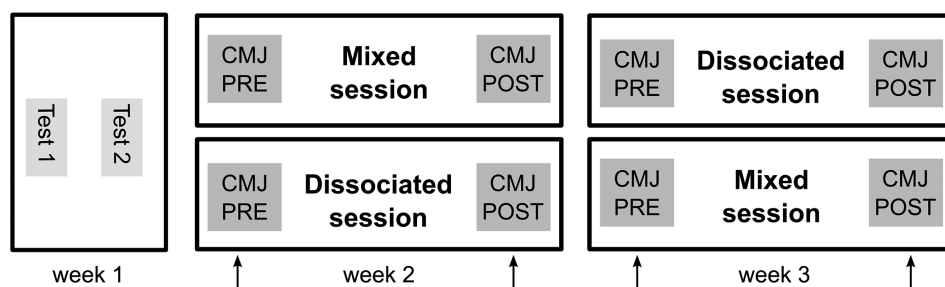 Test 1
Test 2
week 1
CMJ
PRE
Mixed
session
CMJ
POST
CMJ
PRE
Dissociated
session
CMJ
POST
week 2
CMJ
PRE
Dissociated
session
CMJ
POST
CMJ
PRE
Mixed
session
CMJ
POST
week 3